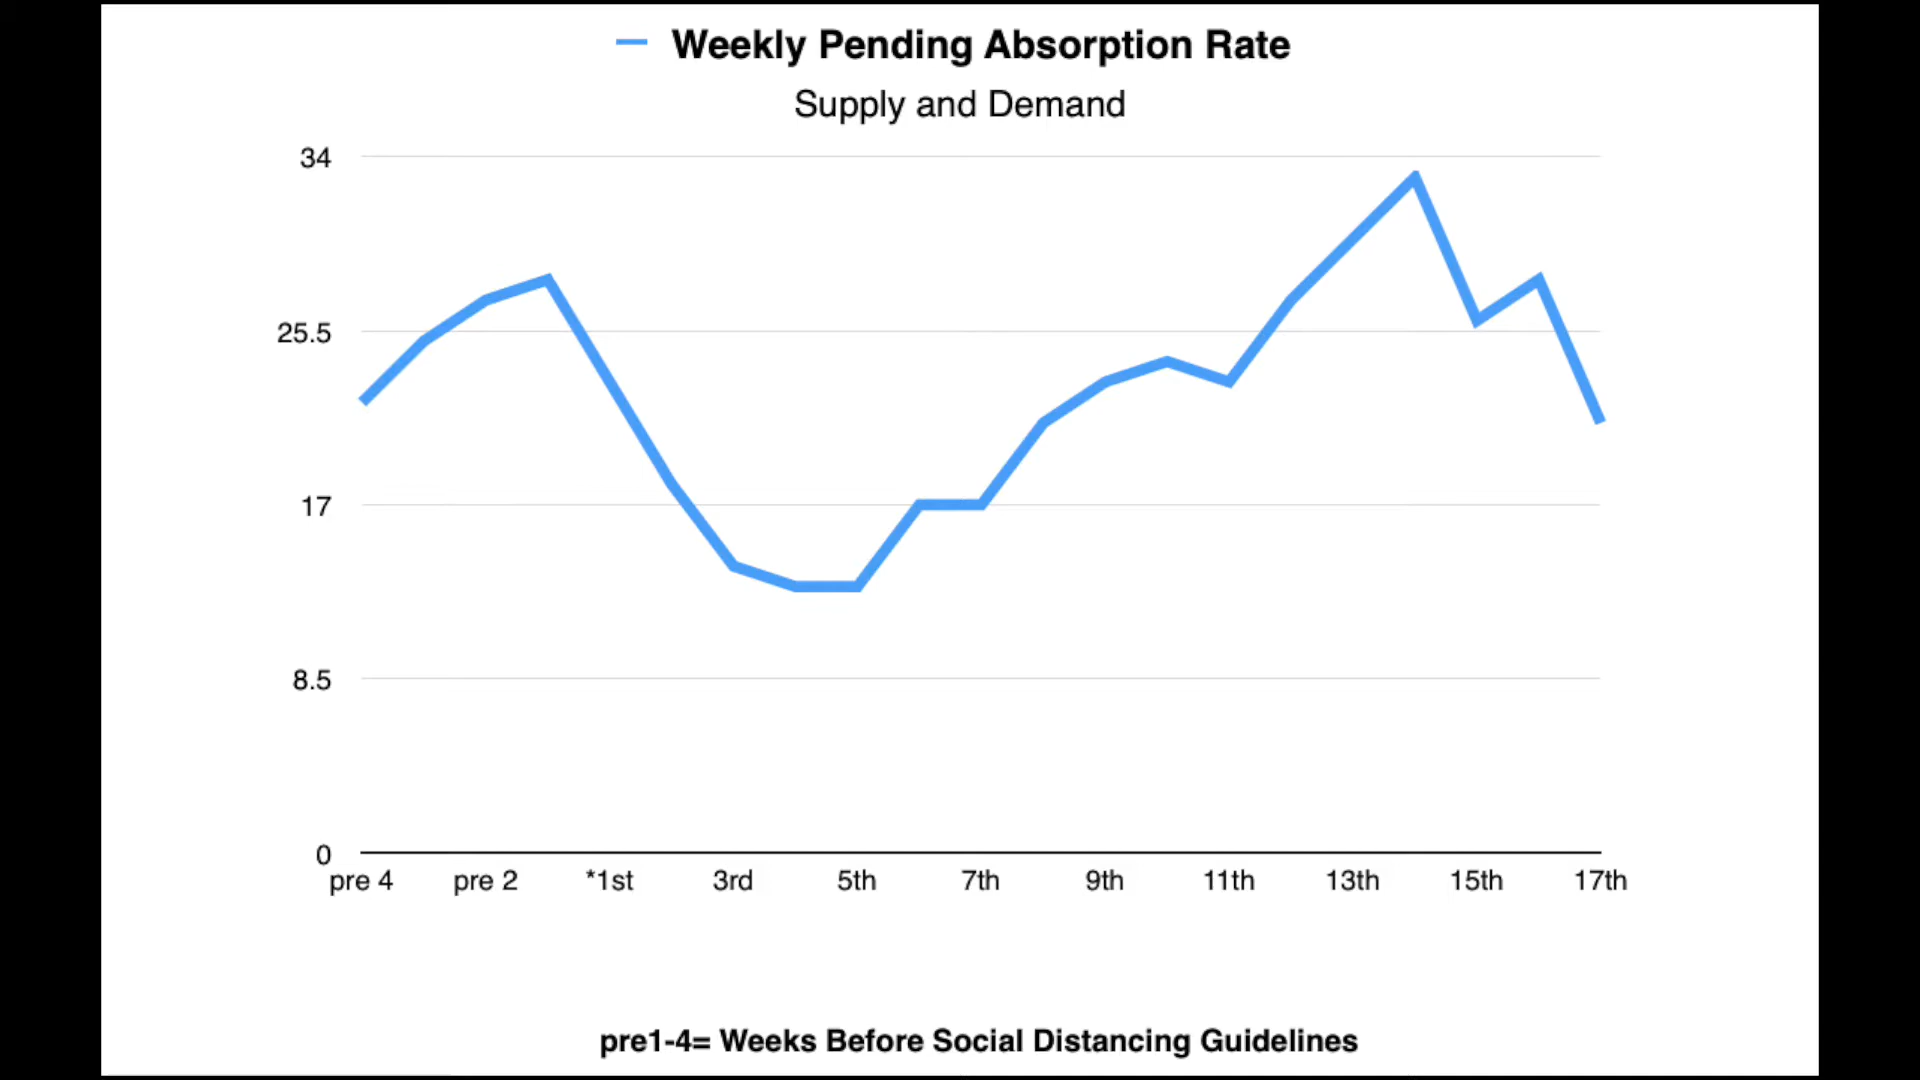 Weekly Pending Absorption Rate
Supply and Demand
34
25.5
17
8.5
0
pre 4 pre 2 *1st 3rd 5th 7th 9th 11th 13th 15th 17th
pre1-4= Weeks Before Social Distancing Guidelines